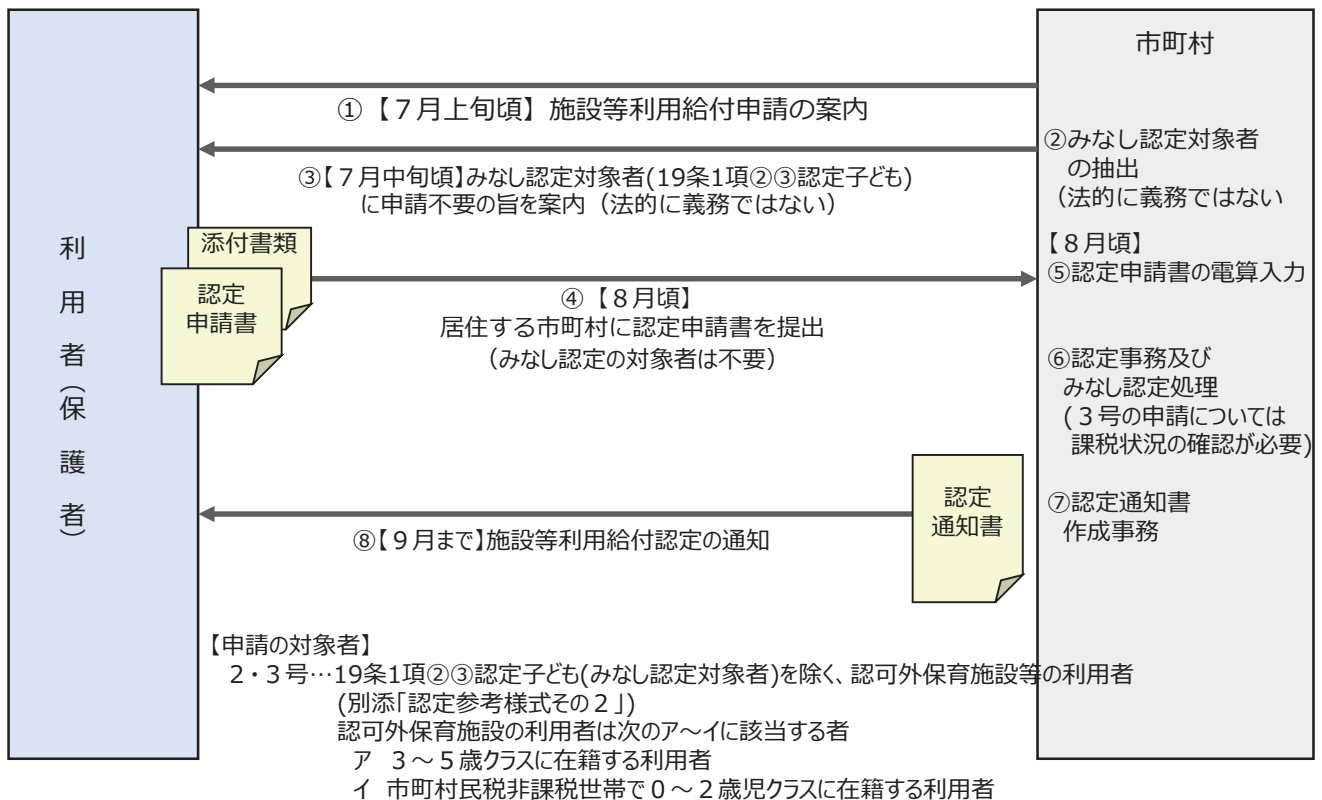 市町村
① 【７月上旬頃】 施設等利用給付申請の案内
②みなし認定対象者
の抽出
（法的に義務ではない
③【７月中旬頃】みなし認定対象者(19条1項②③認定子ども)
に申請不要の旨を案内（法的に義務ではない）
利用者（保護者）
添付書類
認定
申請書
④ 【８月頃】
居住する市町村に認定申請書を提出
（みなし認定の対象者は不要）
【８月頃】
⑤認定申請書の電算入力
⑥認定事務及び
みなし認定処理
(３号の申請については
課税状況の確認が必要)
認定
通知書
⑦認定通知書
作成事務
⑧【９月まで】施設等利用給付認定の通知
【申請の対象者】
２・３号…19条1項②③認定子ども(みなし認定対象者)を除く、認可外保育施設等の利用者
(別添「認定参考様式その２」)
認可外保育施設の利用者は次のア～イに該当する者
ア ３～５歳クラスに在籍する利用者
イ 市町村民税非課税世帯で０～２歳児クラスに在籍する利用者